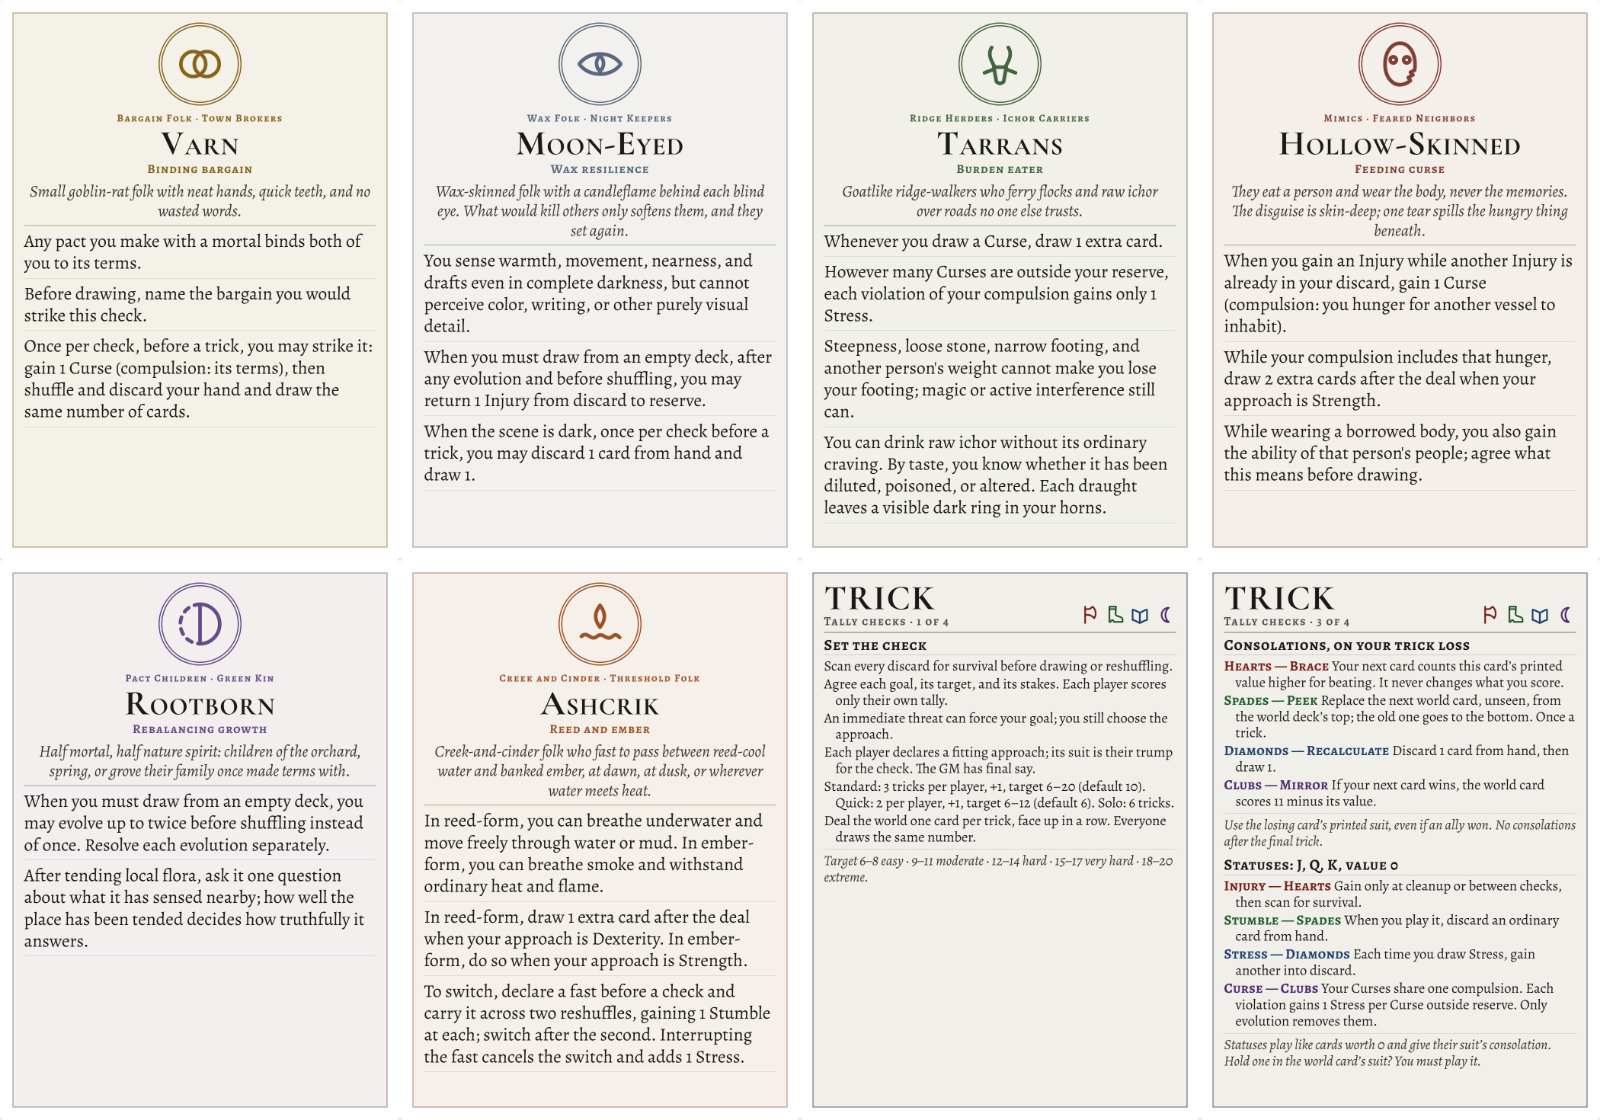 Bargain Folk · Town Brokers
Varn
Binding bargain
Small goblin-rat folk with neat hands, quick teeth, and no
wasted words.
Any pact you make with a mortal binds both of
you to its terms.
Before drawing, name the bargain you would
strike this check.
Once per check, before a trick, you may strike it:
gain 1 Curse (compulsion: its terms), then
shuffle and discard your hand and draw the
same number of cards.
Wax Folk · Night Keepers
Moon-Eyed
Wax resilience
Wax-skinned folk with a candleflame behind each blind
eye. What would kill others only softens them, and they
set again.
You sense warmth, movement, nearness, and
drafts even in complete darkness, but cannot
perceive color, writing, or other purely visual
detail.
When you must draw from an empty deck, after
any evolution and before shuffling, you may
return 1 Injury from discard to reserve.
When the scene is dark, once per check before a
trick, you may discard 1 card from hand and
draw 1.
Ridge Herders · Ichor Carriers
Tarrans
Burden eater
Goatlike ridge-walkers who ferry flocks and raw ichor
over roads no one else trusts.
Whenever you draw a Curse, draw 1 extra card.
However many Curses are outside your reserve,
each violation of your compulsion gains only 1
Stress.
Steepness, loose stone, narrow footing, and
another person's weight cannot make you lose
your footing; magic or active interference still
can.
You can drink raw ichor without its ordinary
craving. By taste, you know whether it has been
diluted, poisoned, or altered. Each draught
leaves a visible dark ring in your horns.
Mimics · Feared Neighbors
Hollow-Skinned
Feeding curse
They eat a person and wear the body, never the memories.
The disguise is skin-deep; one tear spills the hungry thing
beneath.
When you gain an Injury while another Injury is
already in your discard, gain 1 Curse
(compulsion: you hunger for another vessel to
inhabit).
While your compulsion includes that hunger,
draw 2 extra cards after the deal when your
approach is Strength.
While wearing a borrowed body, you also gain
the ability of that person's people; agree what
this means before drawing.
Pact Children · Green Kin
Rootborn
Rebalancing growth
Half mortal, half nature spirit: children of the orchard,
spring, or grove their family once made terms with.
When you must draw from an empty deck, you
may evolve up to twice before shuffling instead
of once. Resolve each evolution separately.
After tending local flora, ask it one question
about what it has sensed nearby; how well the
place has been tended decides how truthfully it
answers.
Creek and Cinder · Threshold Folk
Ashcrik
Reed and ember
Creek-and-cinder folk who fast to pass between reed-cool
water and banked ember, at dawn, at dusk, or wherever
water meets heat.
In reed-form, you can breathe underwater and
move freely through water or mud. In ember-
form, you can breathe smoke and withstand
ordinary heat and flame.
In reed-form, draw 1 extra card after the deal
when your approach is Dexterity. In ember-
form, do so when your approach is Strength.
To switch, declare a fast before a check and
carry it across two reshuffles, gaining 1 Stumble
at each; switch after the second. Interrupting
the fast cancels the switch and adds 1 Stress.
TRICK
Tally checks · 1 of 4
Set the check
Scan every discard for survival before drawing or reshuffling.
Agree each goal, its target, and its stakes. Each player scores
only their own tally.
An immediate threat can force your goal; you still choose the
approach.
Each player declares a fitting approach; its suit is their trump
for the check. The GM has final say.
Standard: 3 tricks per player, +1, target 6–20 (default 10).
Quick: 2 per player, +1, target 6–12 (default 6). Solo: 6 tricks.
Deal the world one card per trick, face up in a row. Everyone
draws the same number.
Target 6–8 easy · 9–11 moderate · 12–14 hard · 15–17 very hard · 18–20
extreme.
TRICK
Tally checks · 3 of 4
Consolations, on your trick loss
Hearts — Brace Your next card counts this card's printed
value higher for beating. It never changes what you score.
Spades — Peek Replace the next world card, unseen, from
the world deck's top; the old one goes to the bottom. Once a
trick.
Diamonds — Recalculate Discard 1 card from hand, then
draw 1.
Clubs — Mirror If your next card wins, the world card
scores 11 minus its value.
Use the losing card's printed suit, even if an ally won. No consolations
after the final trick.
Statuses: J, Q, K, value 0
Injury — Hearts Gain only at cleanup or between checks,
then scan for survival.
Stumble — Spades When you play it, discard an ordinary
card from hand.
Stress — Diamonds Each time you draw Stress, gain
another into discard.
Curse — Clubs Your Curses share one compulsion. Each
violation gains 1 Stress per Curse outside reserve. Only
evolution removes them.
Statuses play like cards worth 0 and give their suit's consolation.
Hold one in the world card's suit? You must play it.